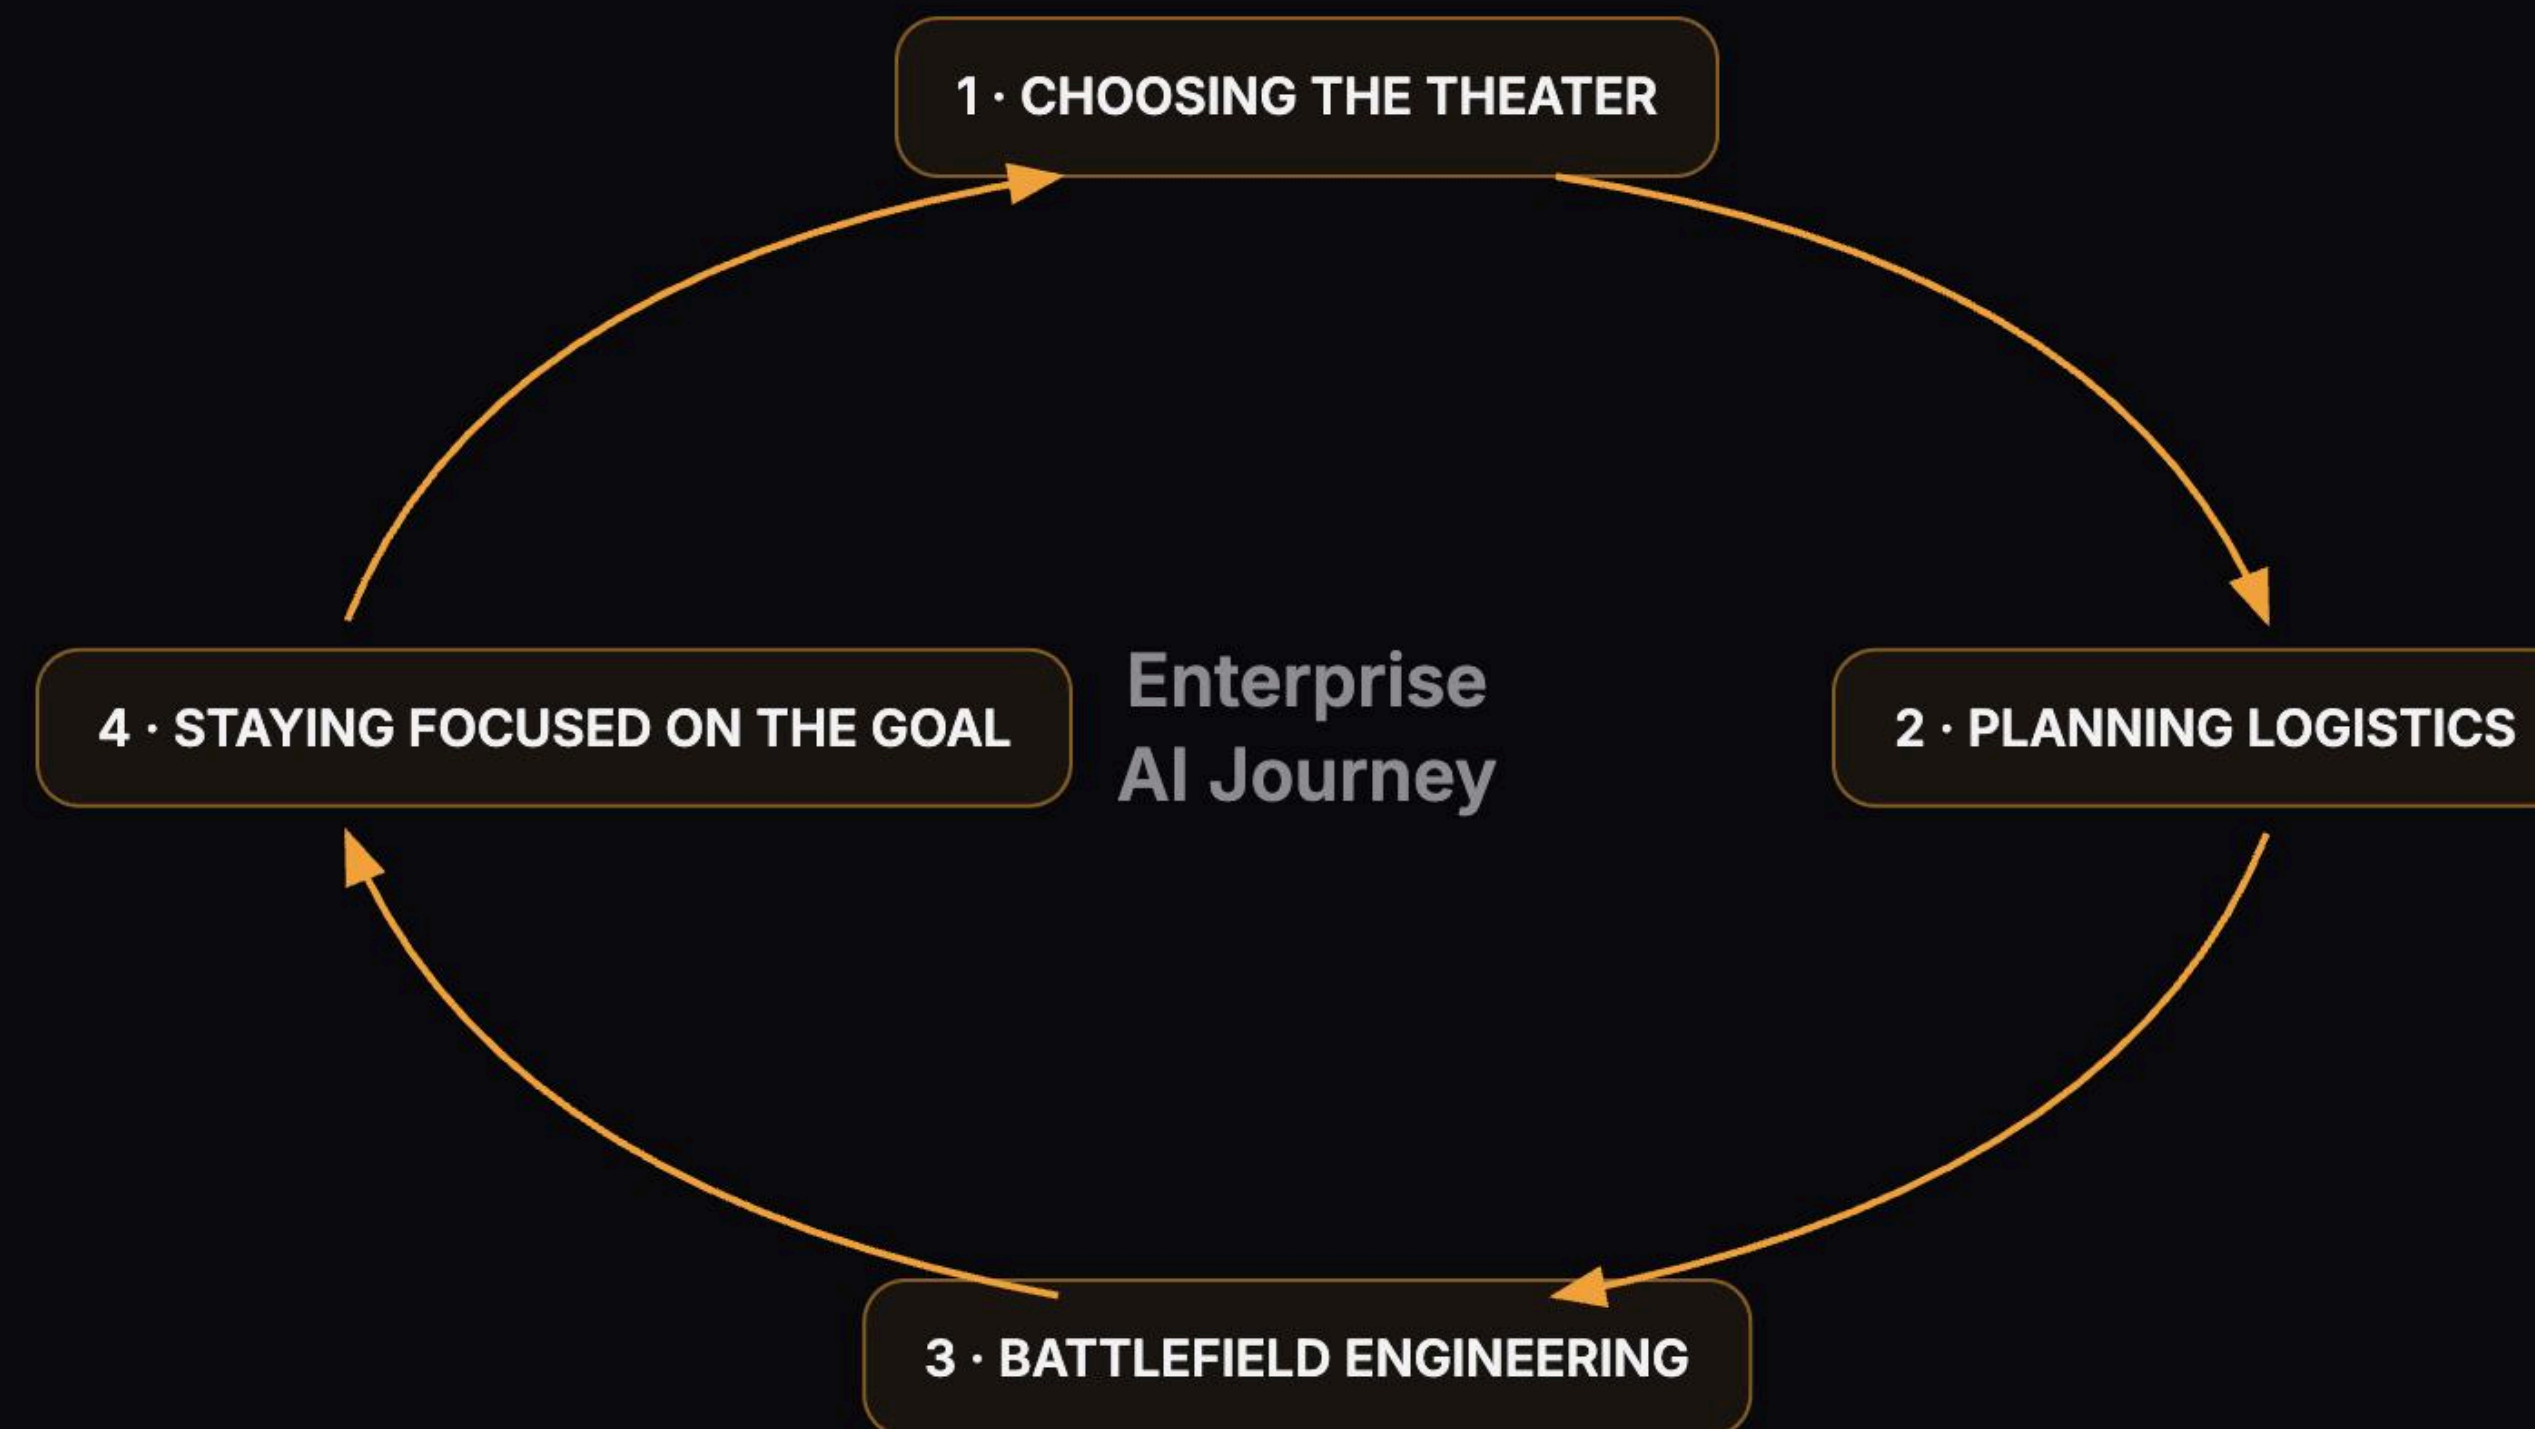 1 · CHOOSING THE THEATER
Enterprise
AI Journey
4 · STAYING FOCUSED ON THE GOAL
2 · PLANNING LOGISTICS
3 · BATTLEFIELD ENGINEERING